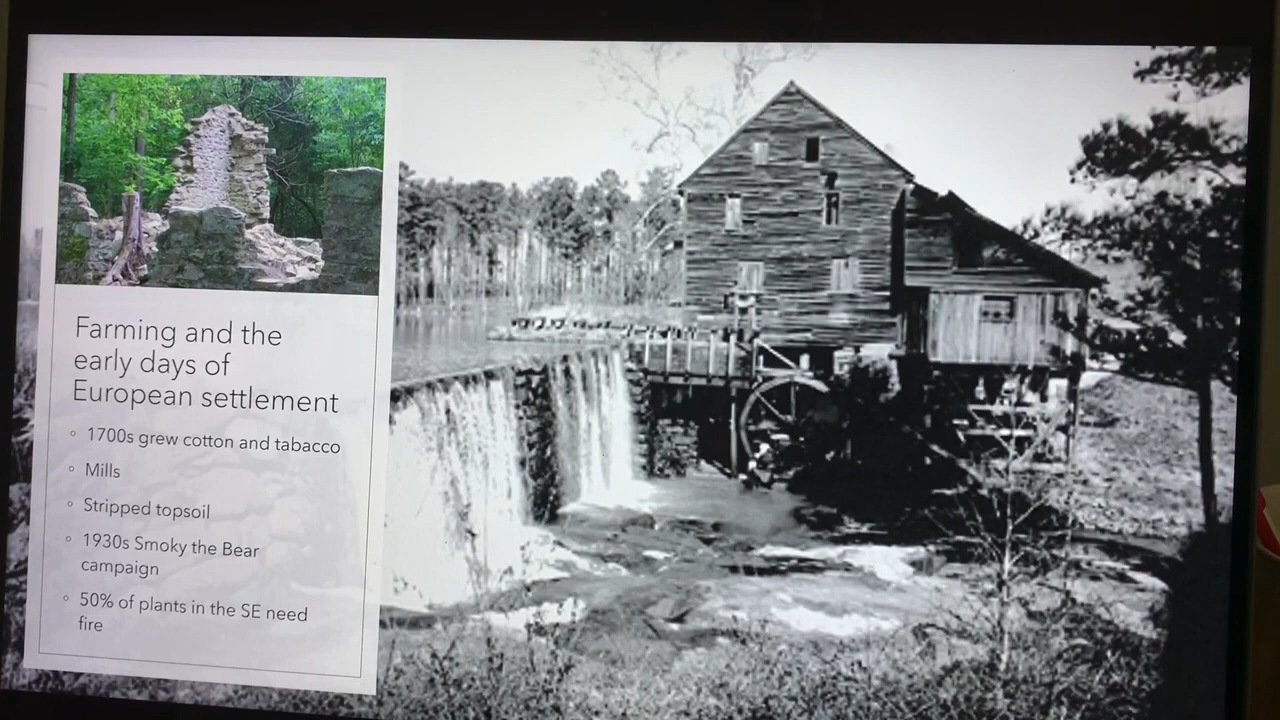 Farming and the
early days of
European settlement
◦ 1700s grew cotton and tabacco
◦ Mills
◦ Stripped topsoil
◦ 1930s Smoky the Bear
campaign
◦ 50% of plants in the SE need
fire